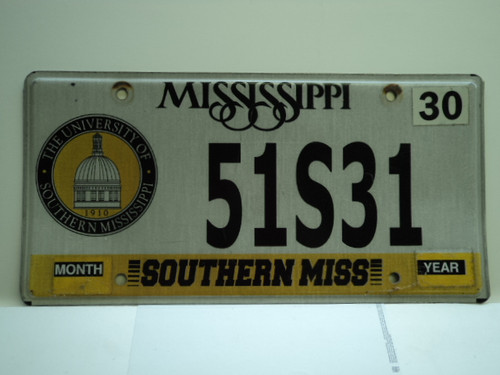 MISSISSIPPI
30
THE UNIVERSITY OF
SOUTHERN MISSISSIPPI
1910
51S31
MONTH
SOUTHERN MISS
YEAR